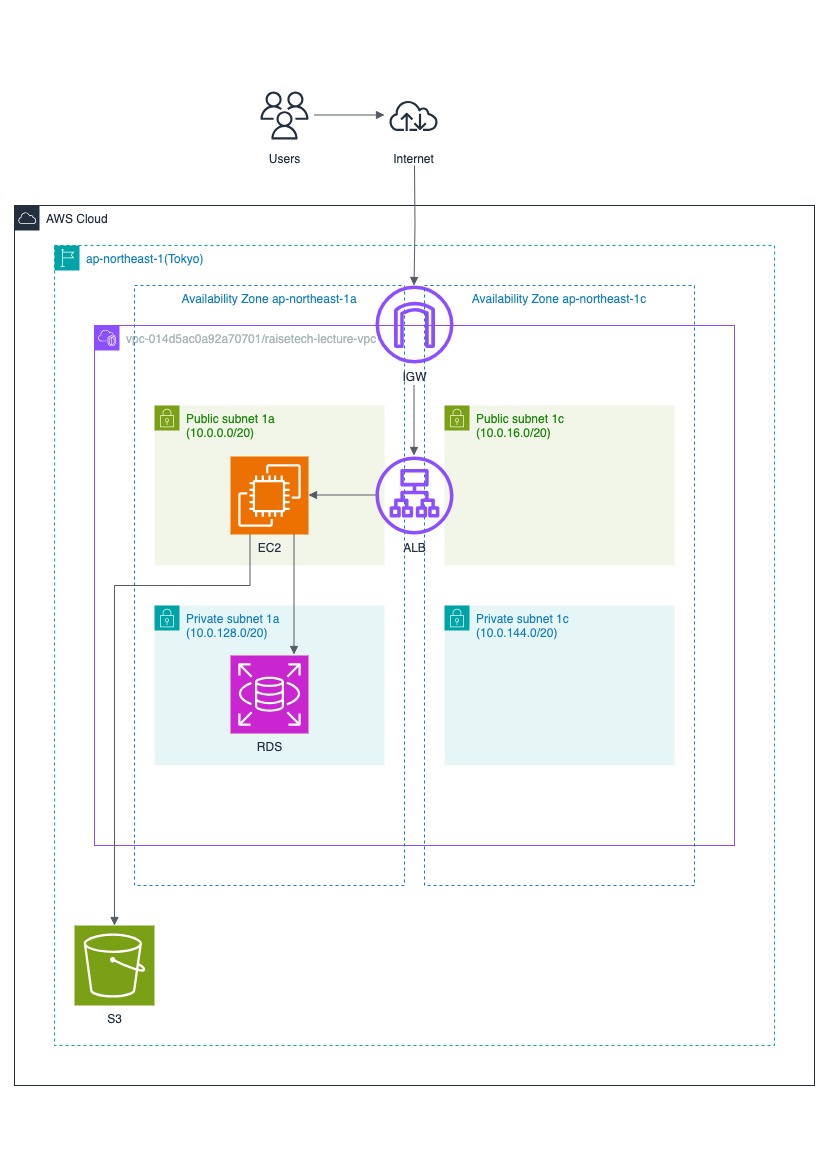 Users
Internet
AWS Cloud
ap-northeast-1(Tokyo)
Availability Zone ap-northeast-1a
Availability Zone ap-northeast-1c
vpc-014d5ac0a92a70701/raisetech-lecture-vpc
IGW
Public subnet 1a
(10.0.0.0/20)
Public subnet 1c
(10.0.16.0/20)
EC2
ALB
Private subnet 1a
(10.0.128.0/20)
Private subnet 1c
(10.0.144.0/20)
RDS
S3